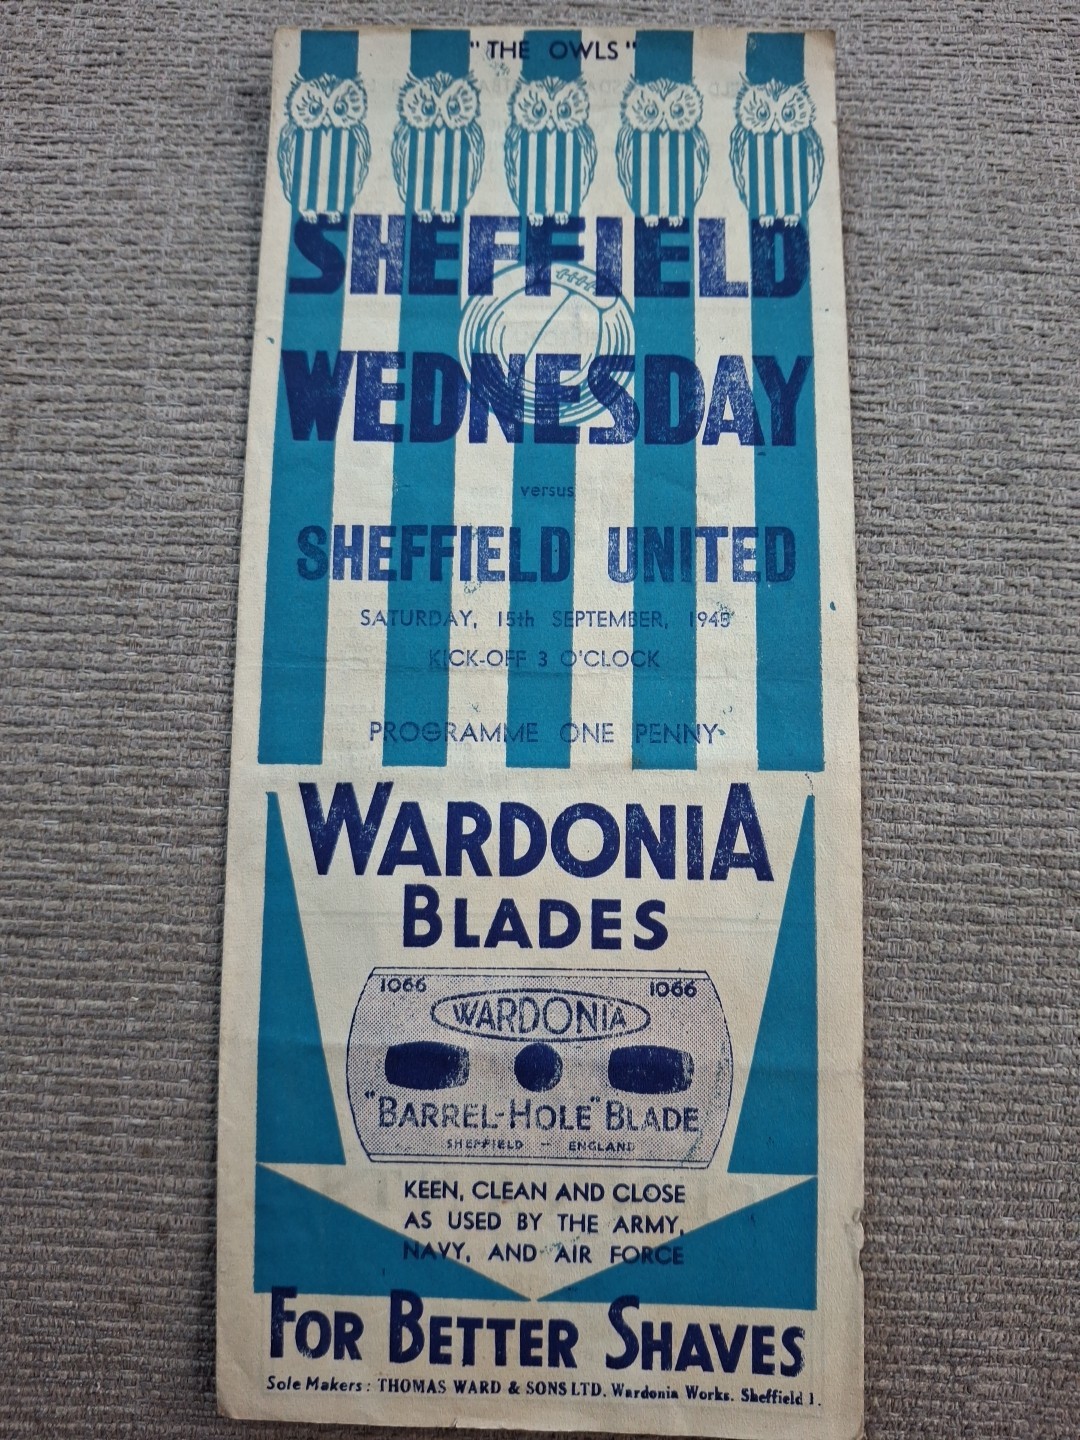 "THE OWLS"
SHEFFIELD
WEDNESDAY
versus
SHEFFIELD UNITED
SATURDAY, 15th SEPTEMBER, 1945
KICK-OFF 3 O'CLOCK
PROGRAMME ONE PENNY
WARDONIA
BLADES
1066 1066
WARDONIA
"BARREL-HOLE" BLADE
SHEFFIELD - ENGLAND
KEEN, CLEAN AND CLOSE
AS USED BY THE ARMY,
NAVY, AND AIR FORCE
FOR BETTER SHAVES
Sole Makers: THOMAS WARD & SONS LTD. Wardonia Works. Sheffield 1.